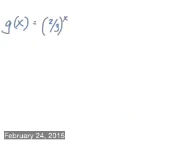 g(x) = (2/3)^x
February 24, 2015